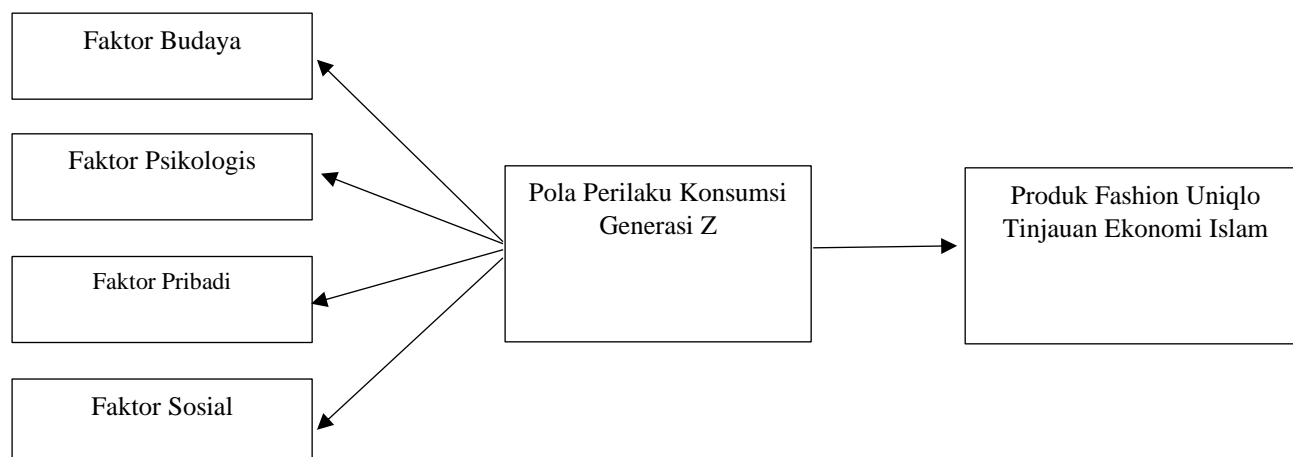 Faktor Budaya
Faktor Psikologis
Faktor Pribadi
Faktor Sosial
Pola Perilaku Konsumsi
Generasi Z
Produk Fashion Uniqlo
Tinjauan Ekonomi Islam